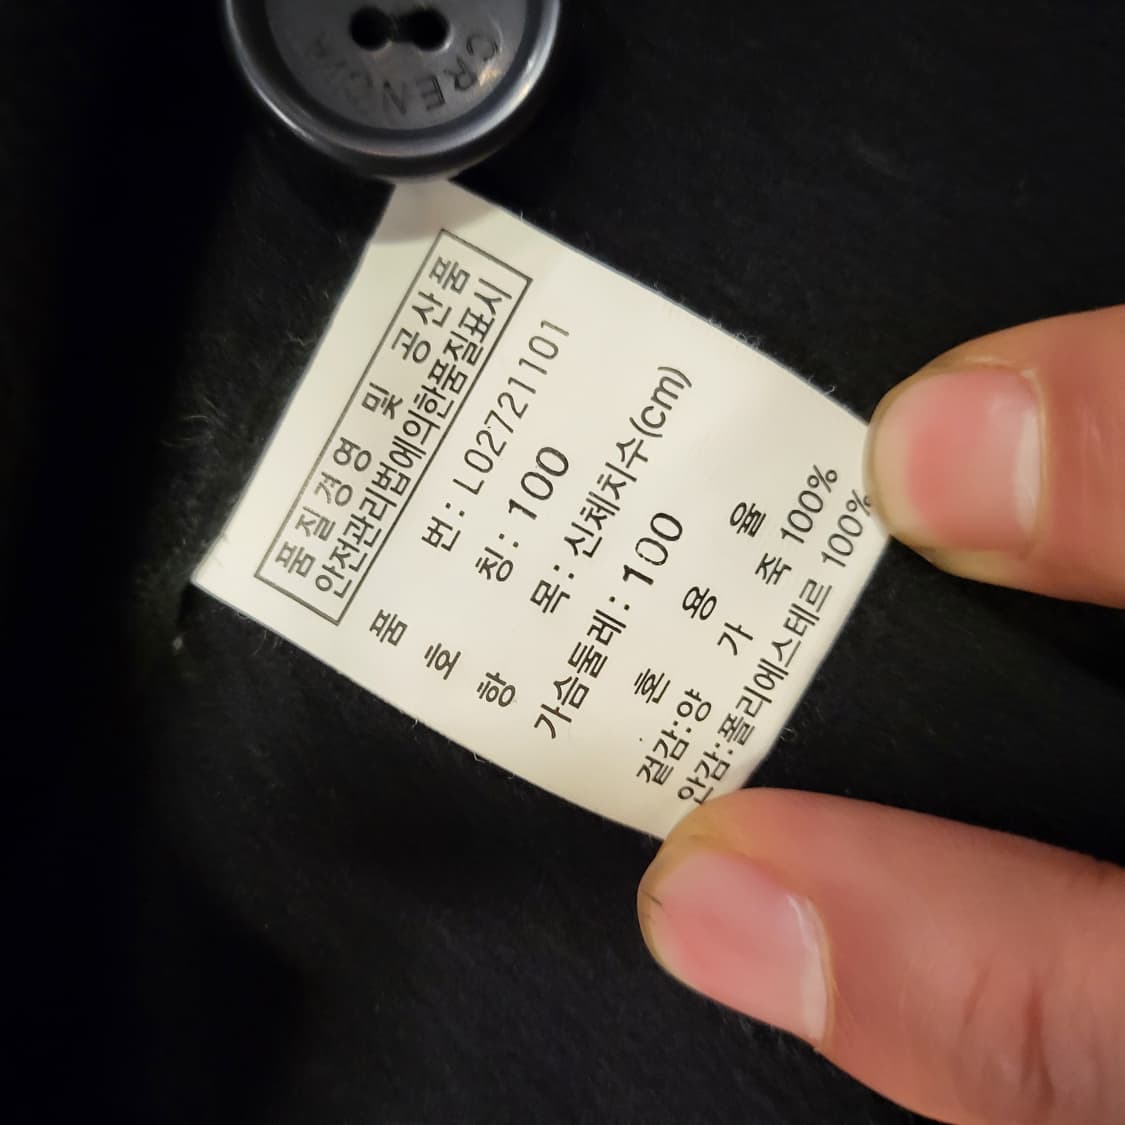 GRENCIA
품질경영 및 공산품
안전관리법에의한품질표시
품 번: L02721101
호 칭: 100
항 목: 신체치수(cm)
가슴둘레: 100
혼 용 율
겉감:양 가 죽 100%
안감:폴리에스테르 100%